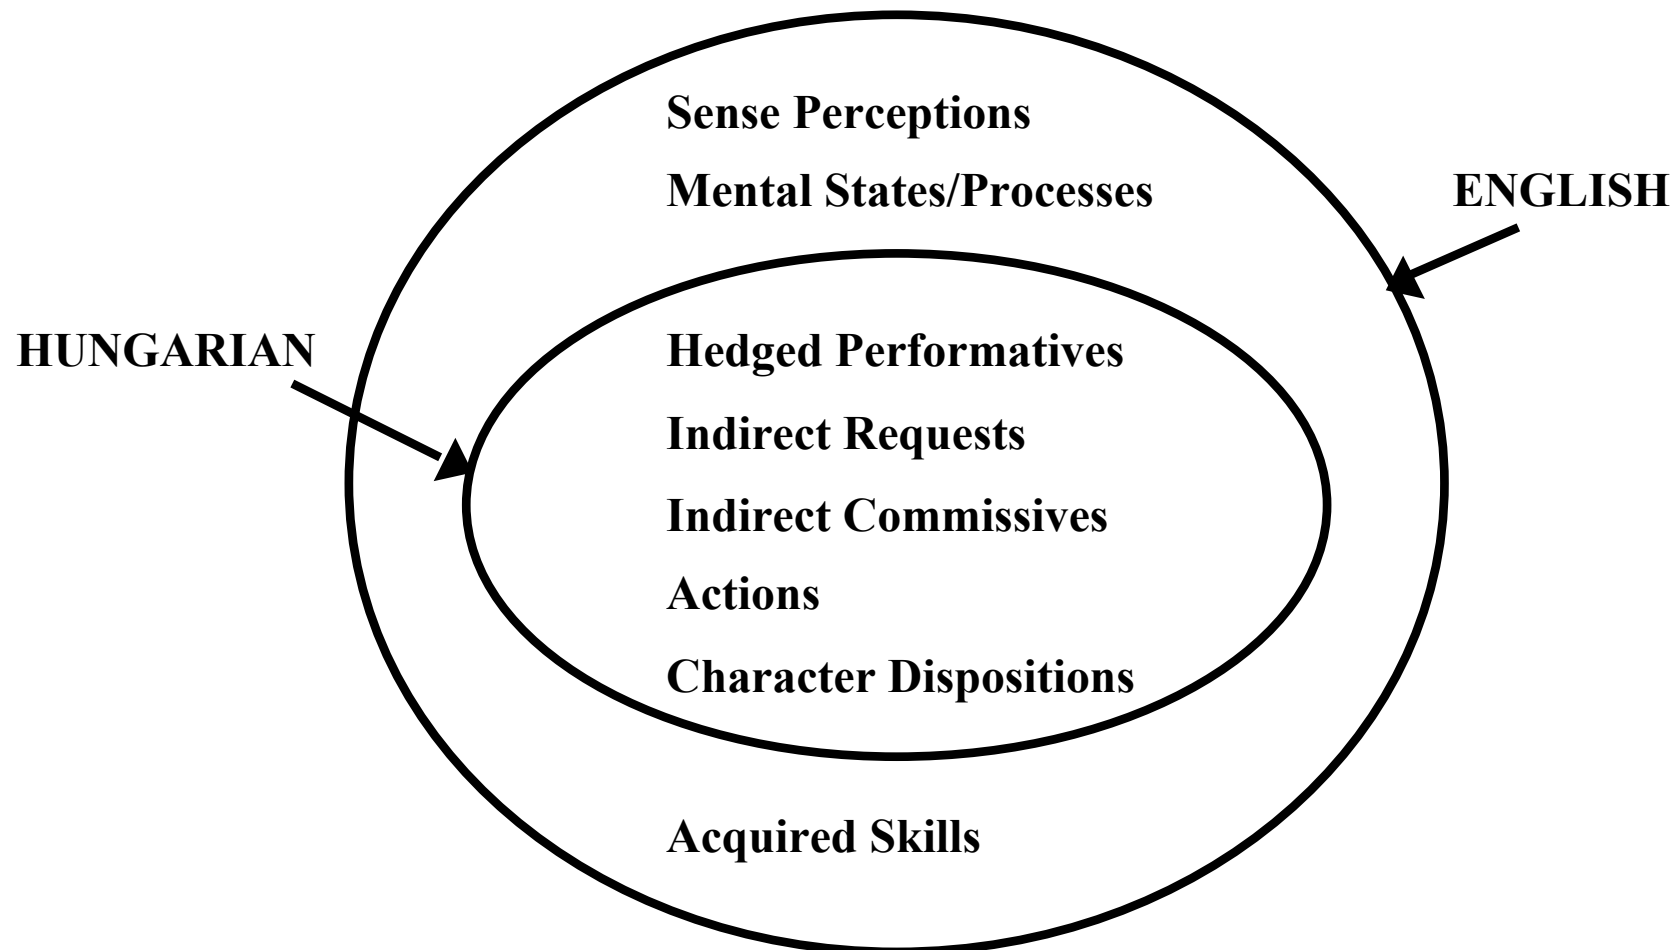 Sense Perceptions
Mental States/Processes
ENGLISH
HUNGARIAN
Hedged Performatives
Indirect Requests
Indirect Commissives
Actions
Character Dispositions
Acquired Skills